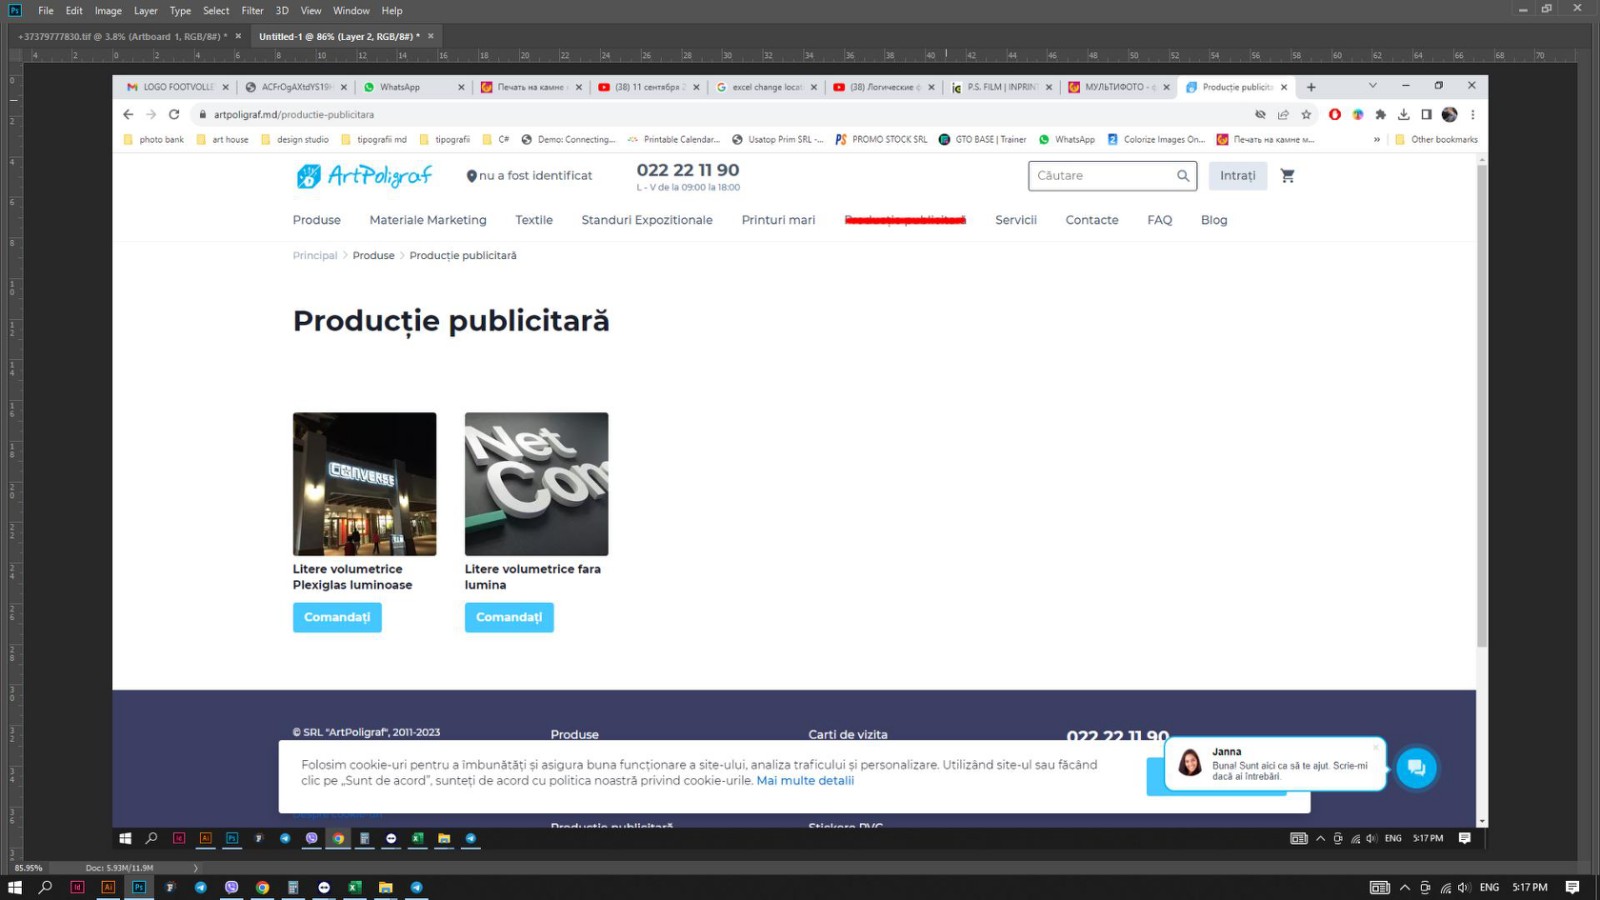 File Edit Image Layer Type Select Filter 3D View Window Help
+37379777830.tif @ 3.8% (Artboard 1, RGB/8#) *
Untitled-1 @ 86% (Layer 2, RGB/8#) *
LOGO FOOTVOLLE
WhatsApp
Печать на камне
(38) 11 сентября
excel change locat
(38) Логические
P.S. FILM | INPRIN
МУЛЬТИФОТО -
Producție publicit
artpoligraf.md/productie-publicitara
photo bank art house design studio tipografii md tipografii C# Demo: Connecting... Printable Calendar... Usatop Prim SRL -... PROMO STOCK SRL GTO BASE | Trainer WhatsApp Colorize Images On... Печать на камне м... » Other bookmarks
ArtPoligraf
nu a fost identificat
022 22 11 90
L - V de la 09:00 la 18:00
Căutare
Intrați
Produse Materiale Marketing Textile Standuri Expozitionale Printuri mari Servicii Contacte FAQ Blog
Principal > Produse > Producție publicitară
Producție publicitară
CONVERSE
Net
Com
Litere volumetrice
Plexiglas luminoase
Comandați
Litere volumetrice fara
lumina
Comandați
© SRL "ArtPoligraf", 2011-2023
Produse
Carti de vizita
022 22 11 90
Folosim cookie-uri pentru a îmbunătăți și asigura buna funcționare a site-ului, analiza traficului și personalizare. Utilizând site-ul sau făcând
clic pe „Sunt de acord”, sunteți de acord cu politica noastră privind cookie-urile. Mai multe detalii
Janna
Buna! Sunt aici ca să te ajut. Scrie-mi
dacă ai întrebări.
Producție publicitară
Stickere PVC
ENG 5:17 PM
85.95% Doc: 5.93M/11.9M
ENG 5:17 PM